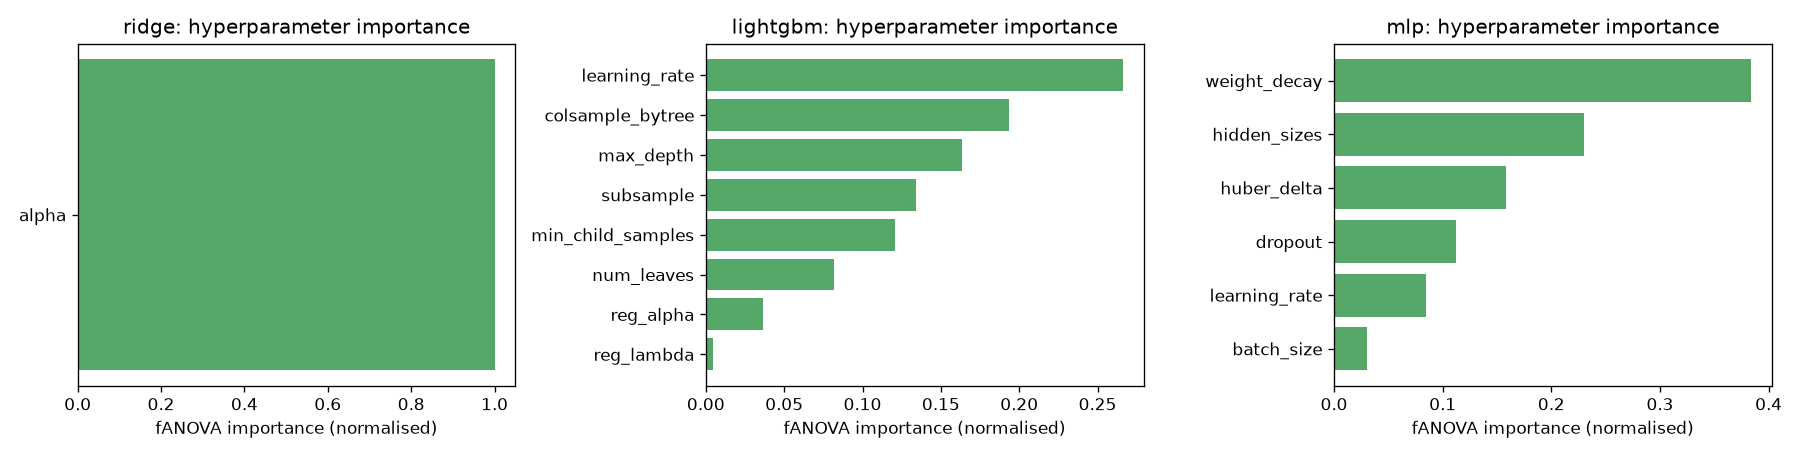 ridge: hyperparameter importance
alpha
0.0 0.2 0.4 0.6 0.8 1.0
fANOVA importance (normalised)
lightgbm: hyperparameter importance
learning_rate
colsample_bytree
max_depth
subsample
min_child_samples
num_leaves
reg_alpha
reg_lambda
0.00 0.05 0.10 0.15 0.20 0.25
fANOVA importance (normalised)
mlp: hyperparameter importance
weight_decay
hidden_sizes
huber_delta
dropout
learning_rate
batch_size
0.0 0.1 0.2 0.3 0.4
fANOVA importance (normalised)